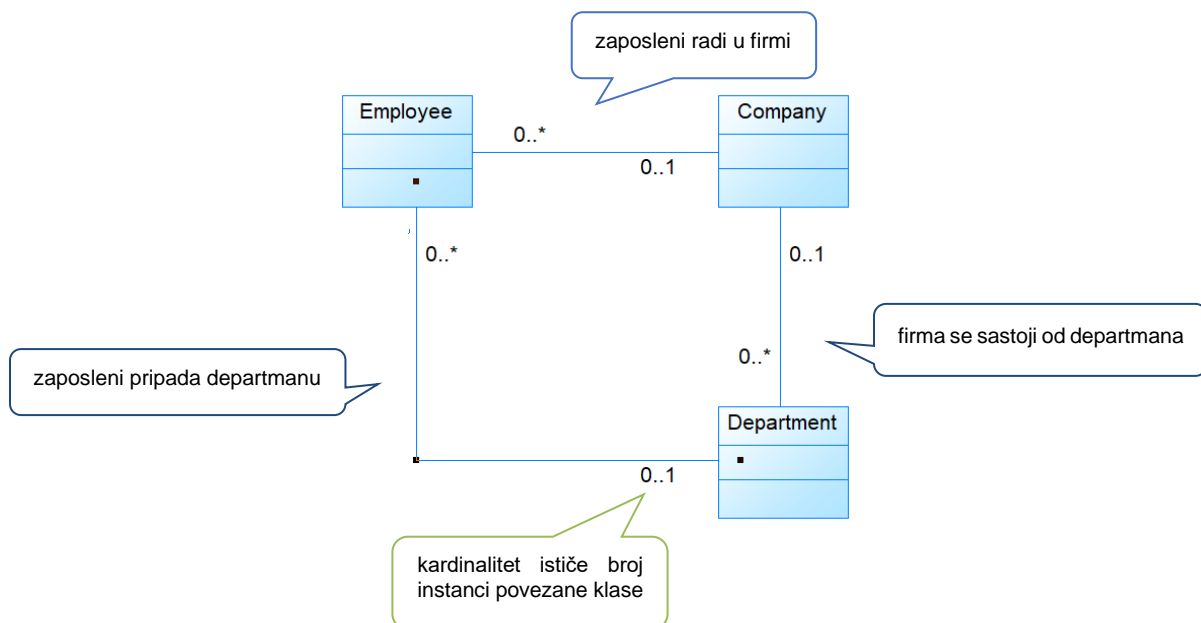 zaposleni radi u firmi
Employee
Company
0..*
0..1
0..*
0..1
firma se sastoji od departmana
0..*
zaposleni pripada departmanu
Department
0..1
kardinalitet ističe broj
instanci povezane klase